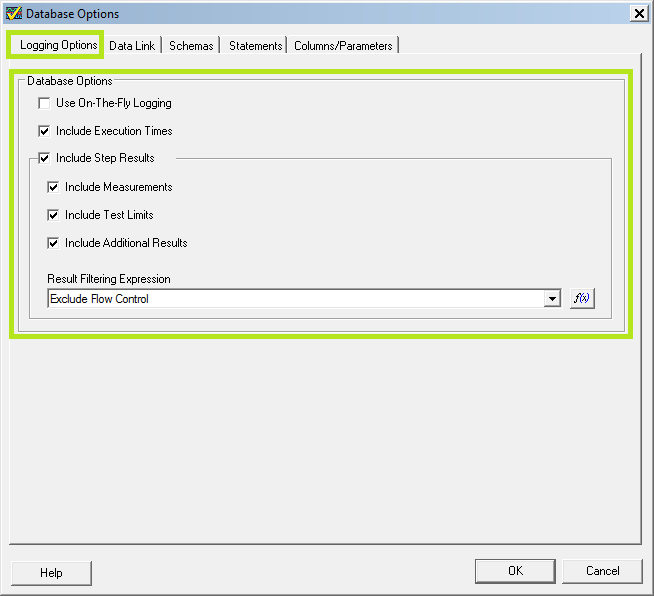 Database Options
Logging Options Data Link Schemas Statements Columns/Parameters
Database Options
Use On-The-Fly Logging
Include Execution Times
Include Step Results
Include Measurements
Include Test Limits
Include Additional Results
Result Filtering Expression
Exclude Flow Control f(x)
Help OK Cancel